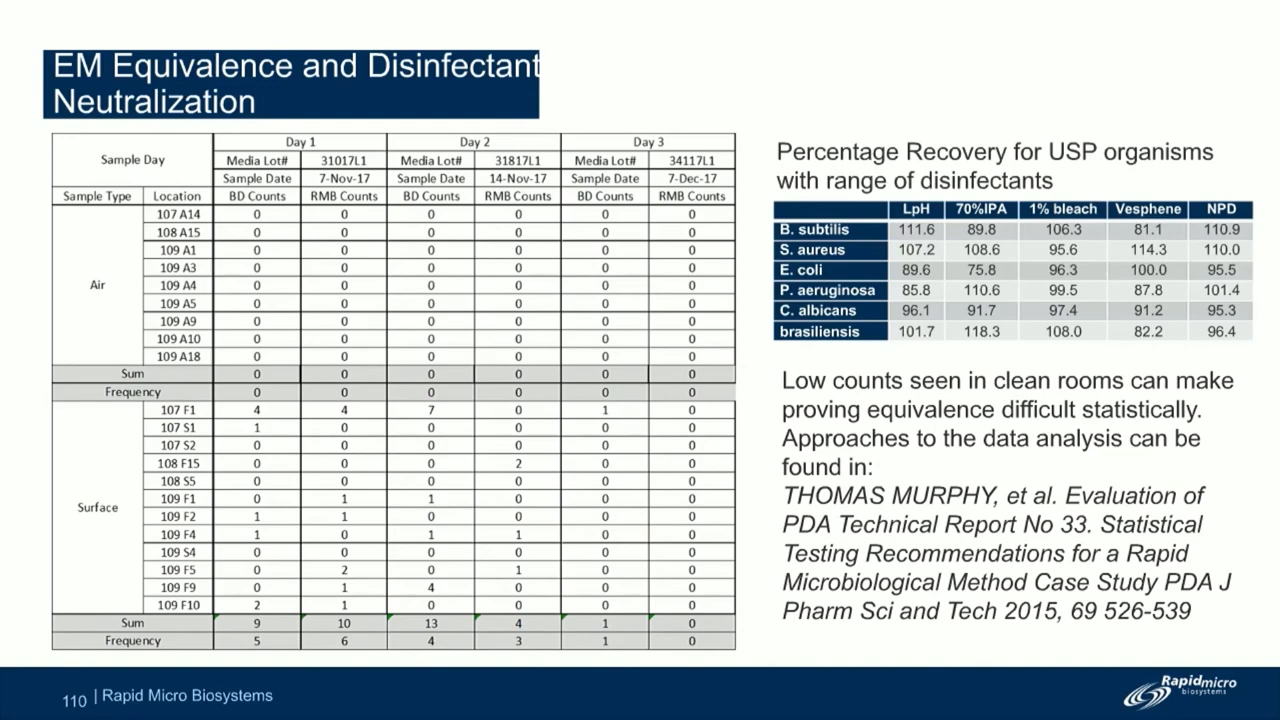 EM Equivalence and Disinfectant
Neutralization
Sample Day Day 1 Day 2 Day 3
Media Lot# 31017L1 Media Lot# 31817L1 Media Lot# 34117L1
Sample Date 7-Nov-17 Sample Date 14-Nov-17 Sample Date 7-Dec-17
Sample Type Location BD Counts RMB Counts BD Counts RMB Counts BD Counts RMB Counts
Air
107 A14 0 0 0 0 0 0
108 A15 0 0 0 0 0 0
109 A1 0 0 0 0 0 0
109 A3 0 0 0 0 0 0
109 A4 0 0 0 0 0 0
109 A5 0 0 0 0 0 0
109 A9 0 0 0 0 0 0
109 A10 0 0 0 0 0 0
109 A18 0 0 0 0 0 0
Sum 0 0 0 0 0 0
Frequency 0 0 0 0 0 0
Surface
107 F1 4 4 7 0 1 0
107 S1 1 0 0 0 0 0
107 S2 0 0 0 0 0 0
108 F15 0 0 0 2 0 0
108 S5 0 0 0 0 0 0
109 F1 0 1 1 0 0 0
109 F2 1 1 0 0 0 0
109 F4 1 0 1 1 0 0
109 S4 0 0 0 0 0 0
109 F5 0 2 0 1 0 0
109 F9 0 1 4 0 0 0
109 F10 2 1 0 0 0 0
Sum 9 10 13 4 1 0
Frequency 5 6 4 3 1 0
Percentage Recovery for USP organisms
with range of disinfectants
LpH 70%IPA 1% bleach Vesphene NPD
B. subtilis 111.6 89.8 106.3 81.1 110.9
S. aureus 107.2 108.6 95.6 114.3 110.0
E. coli 89.6 75.8 96.3 100.0 95.5
P. aeruginosa 85.8 110.6 99.5 87.8 101.4
C. albicans 96.1 91.7 97.4 91.2 95.3
brasiliensis 101.7 118.3 108.0 82.2 96.4
Low counts seen in clean rooms can make
proving equivalence difficult statistically.
Approaches to the data analysis can be
found in:
THOMAS MURPHY, et al. Evaluation of
PDA Technical Report No 33. Statistical
Testing Recommendations for a Rapid
Microbiological Method Case Study PDA J
Pharm Sci and Tech 2015, 69 526-539
110 | Rapid Micro Biosystems
Rapidmicro
biosystems